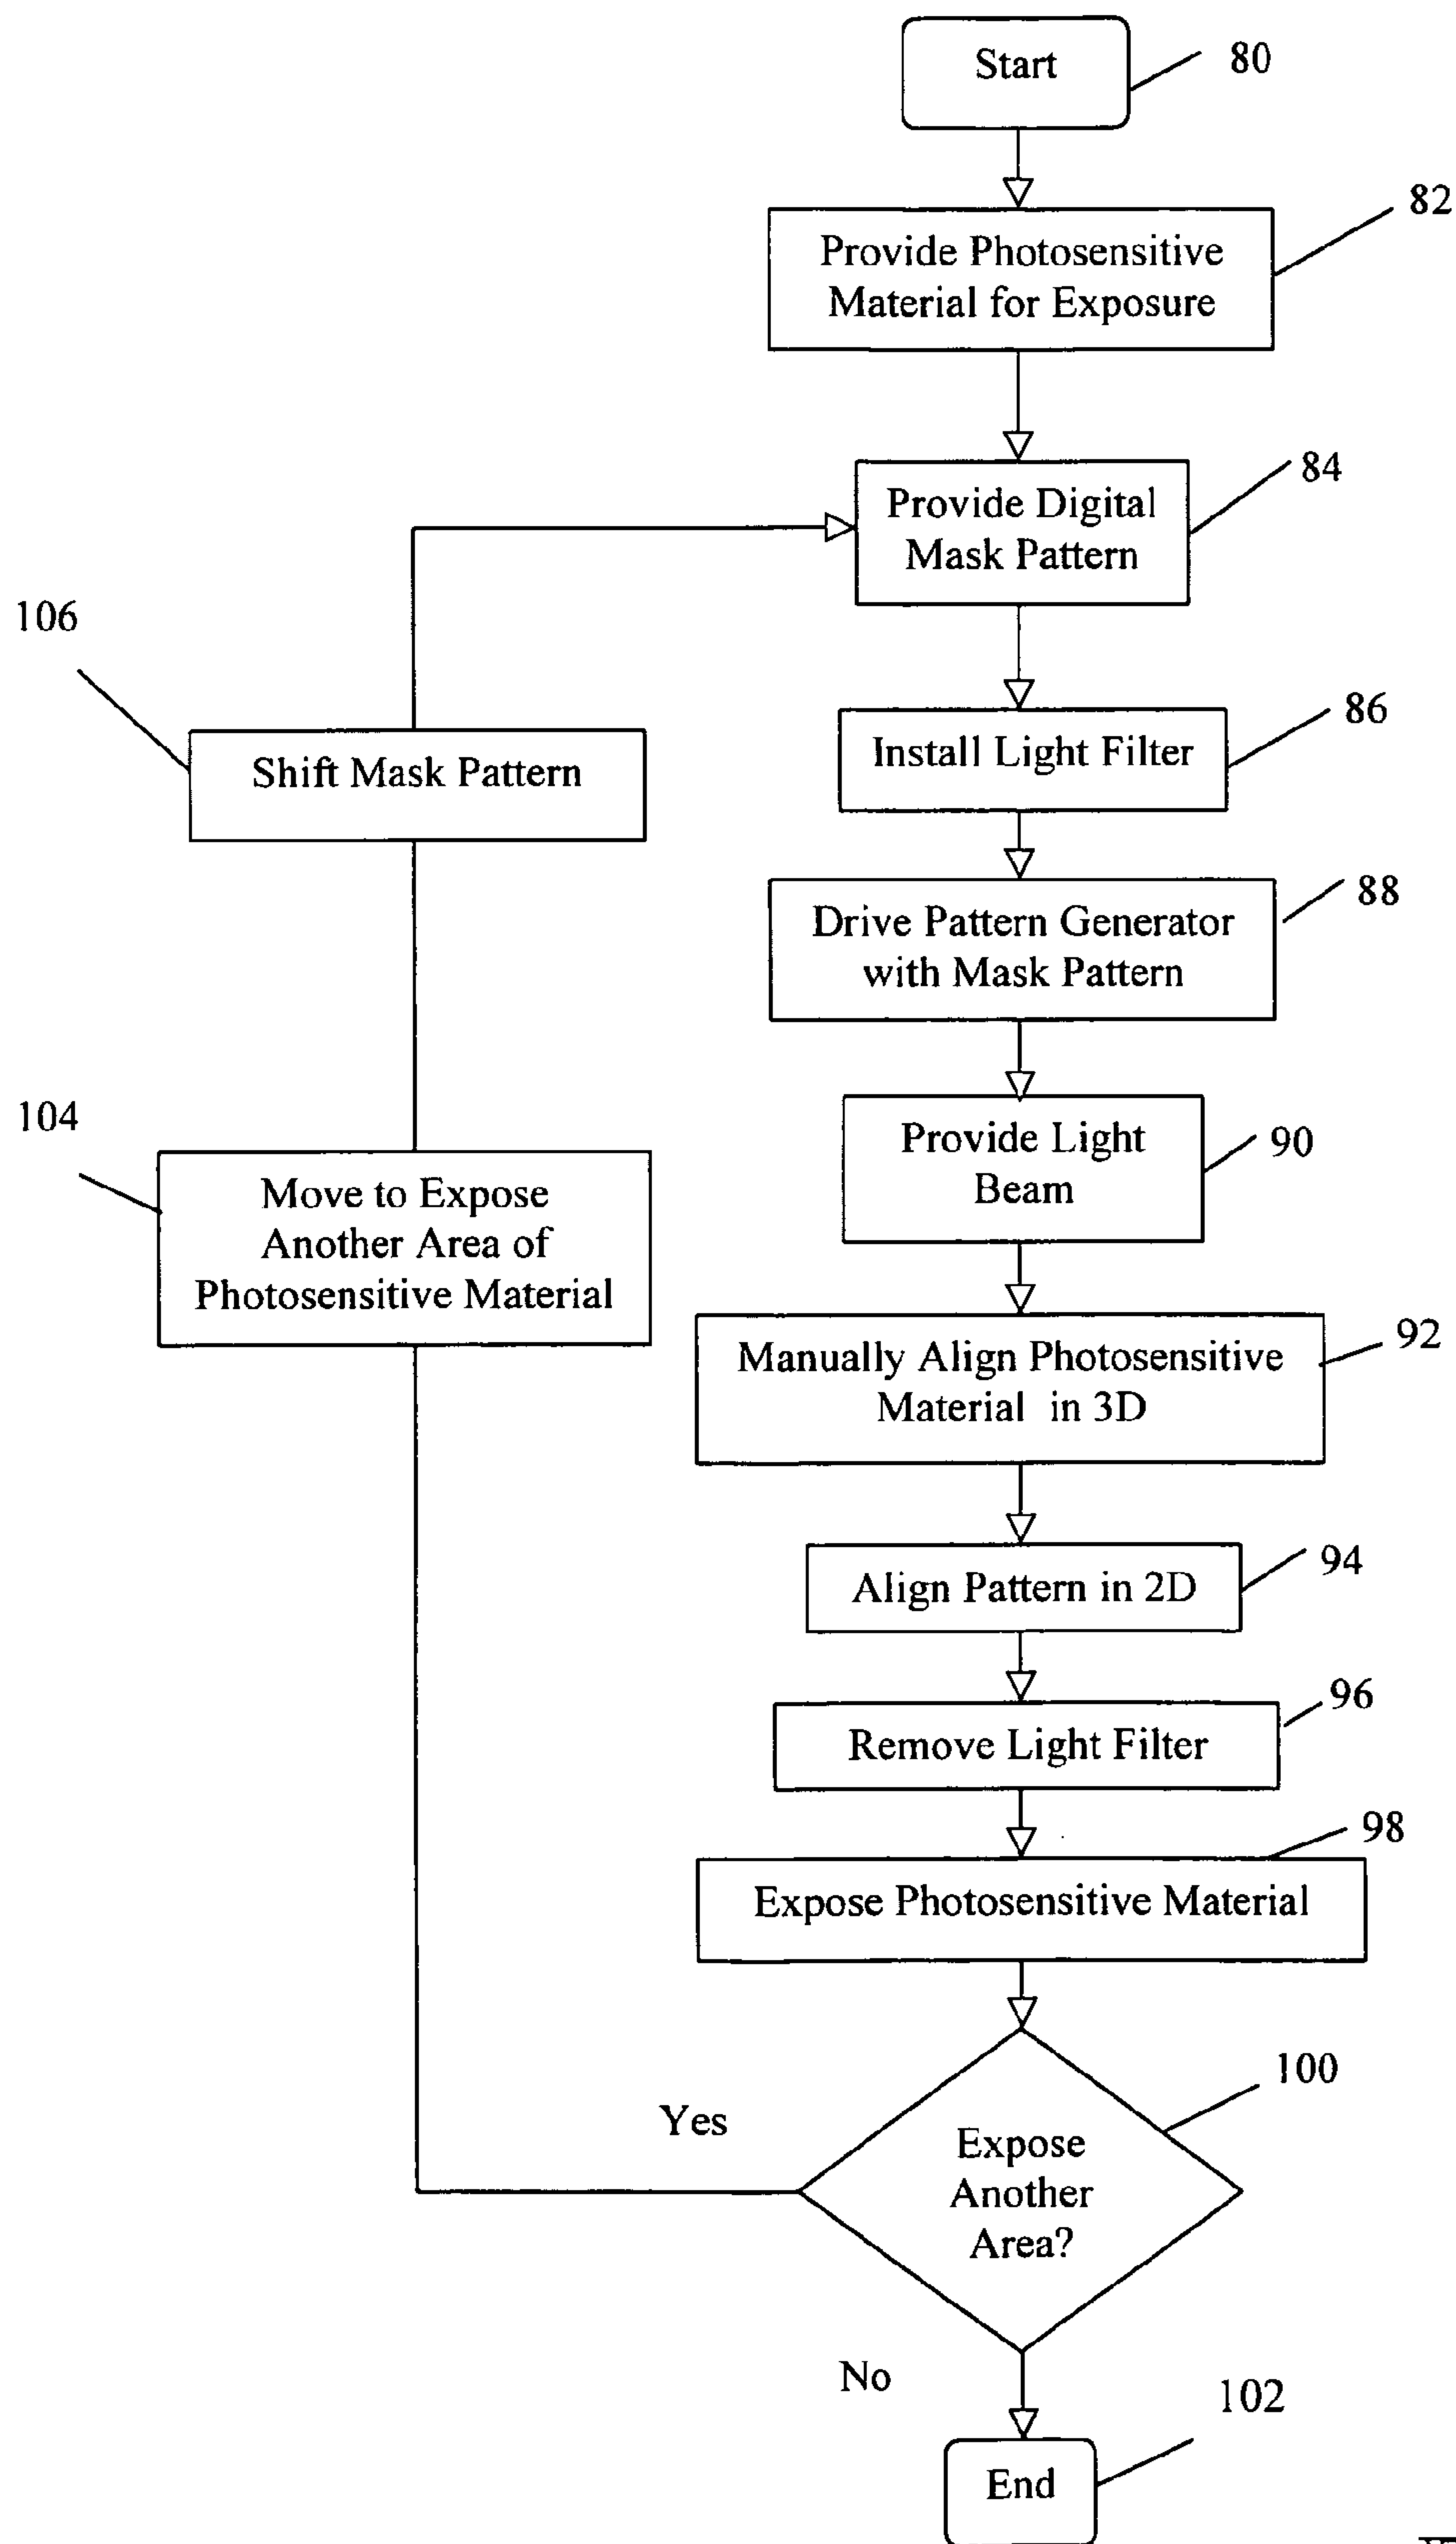 Start
80
Provide Photosensitive
Material for Exposure
82
Provide Digital
Mask Pattern
84
106
Shift Mask Pattern
Install Light Filter
86
Drive Pattern Generator
with Mask Pattern
88
104
Move to Expose
Another Area of
Photosensitive Material
Provide Light
Beam
90
Manually Align Photosensitive
Material in 3D
92
Align Pattern in 2D
94
Remove Light Filter
96
Expose Photosensitive Material
98
Yes
Expose
Another
Area?
100
No
End
102